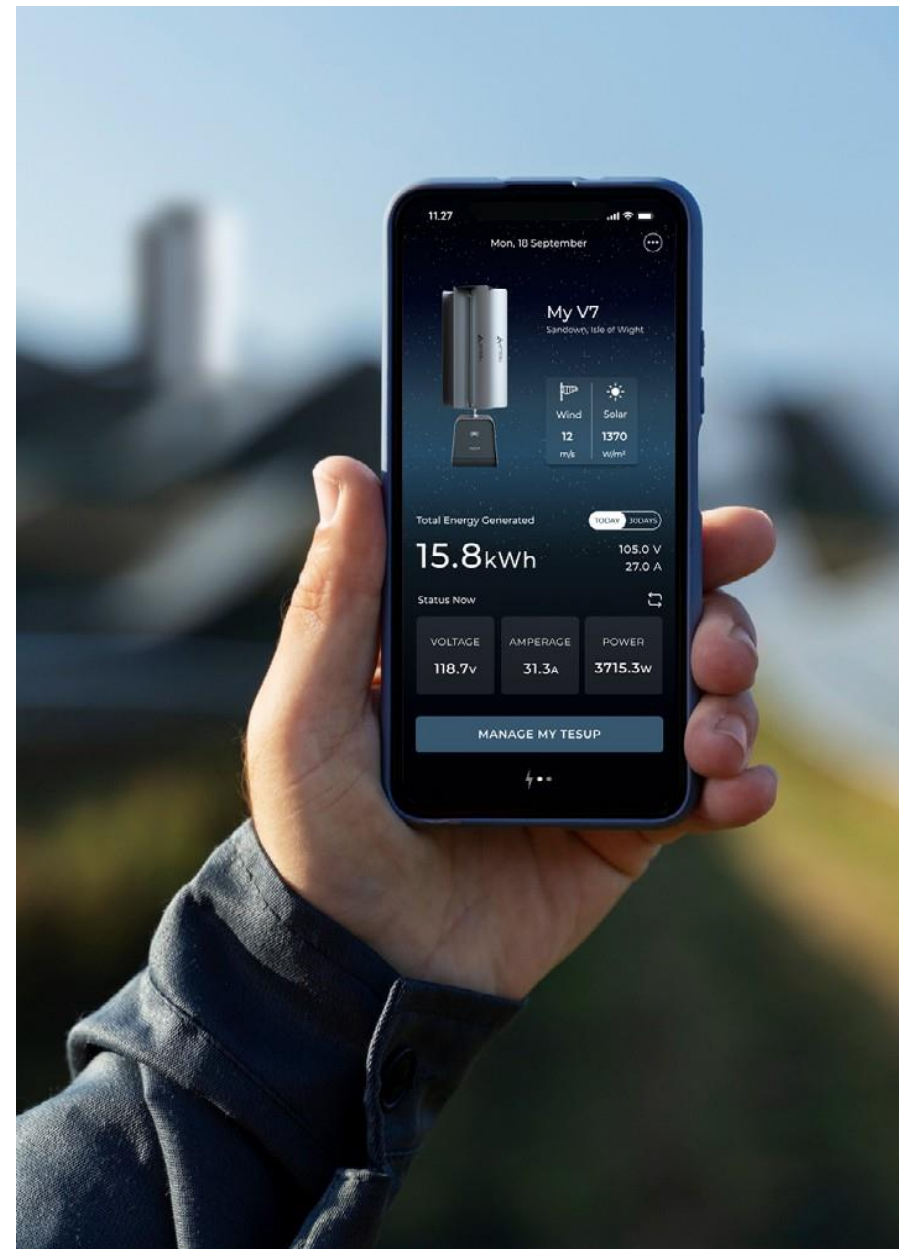 11.27
Mon, 18 September
My V7
Sandown, Isle of Wight
Wind
Solar
12
1370
m/s
W/m²
Total Energy Generated
TODAY 30DAYS
15.8kWh
105.0 V
27.0 A
Status Now
VOLTAGE
AMPERAGE
POWER
118.7V
31.3A
3715.3W
MANAGE MY TESUP